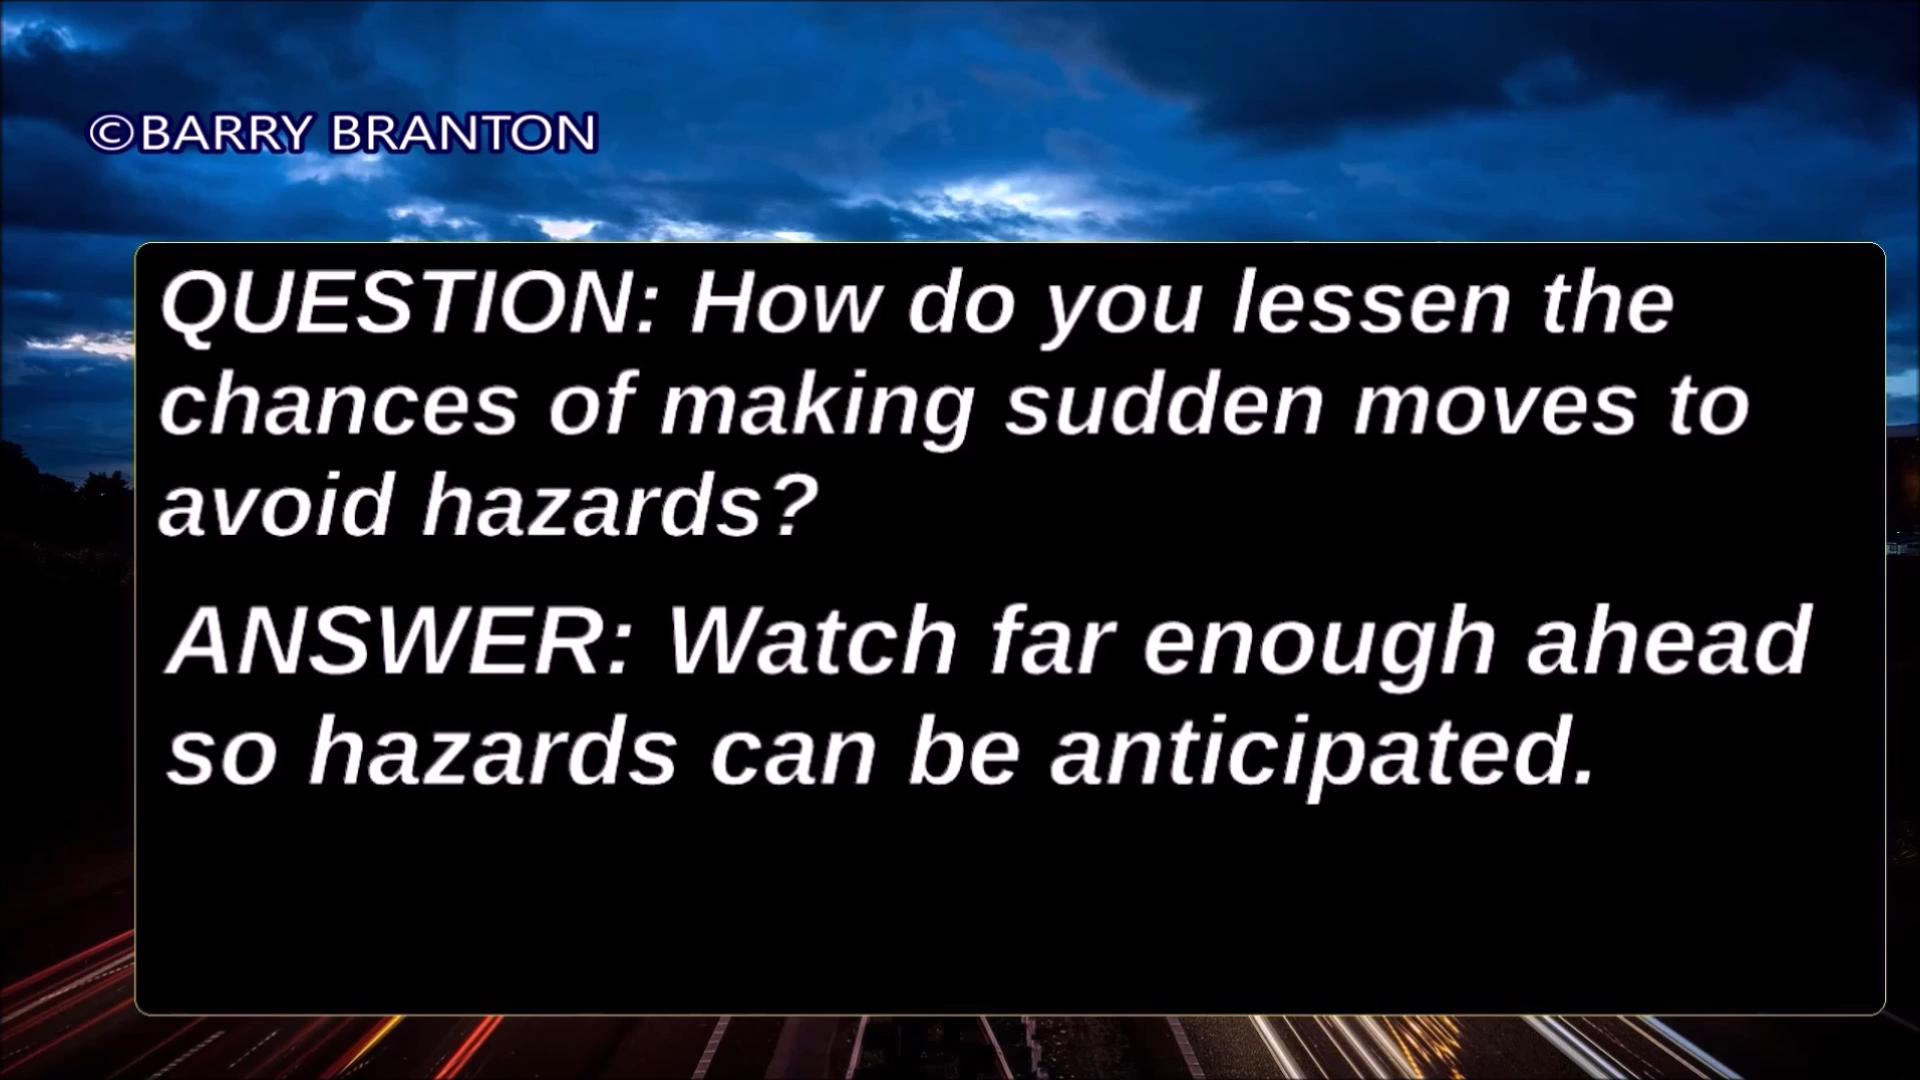 ©BARRY BRANTON
QUESTION: How do you lessen the
chances of making sudden moves to
avoid hazards?
ANSWER: Watch far enough ahead
so hazards can be anticipated.